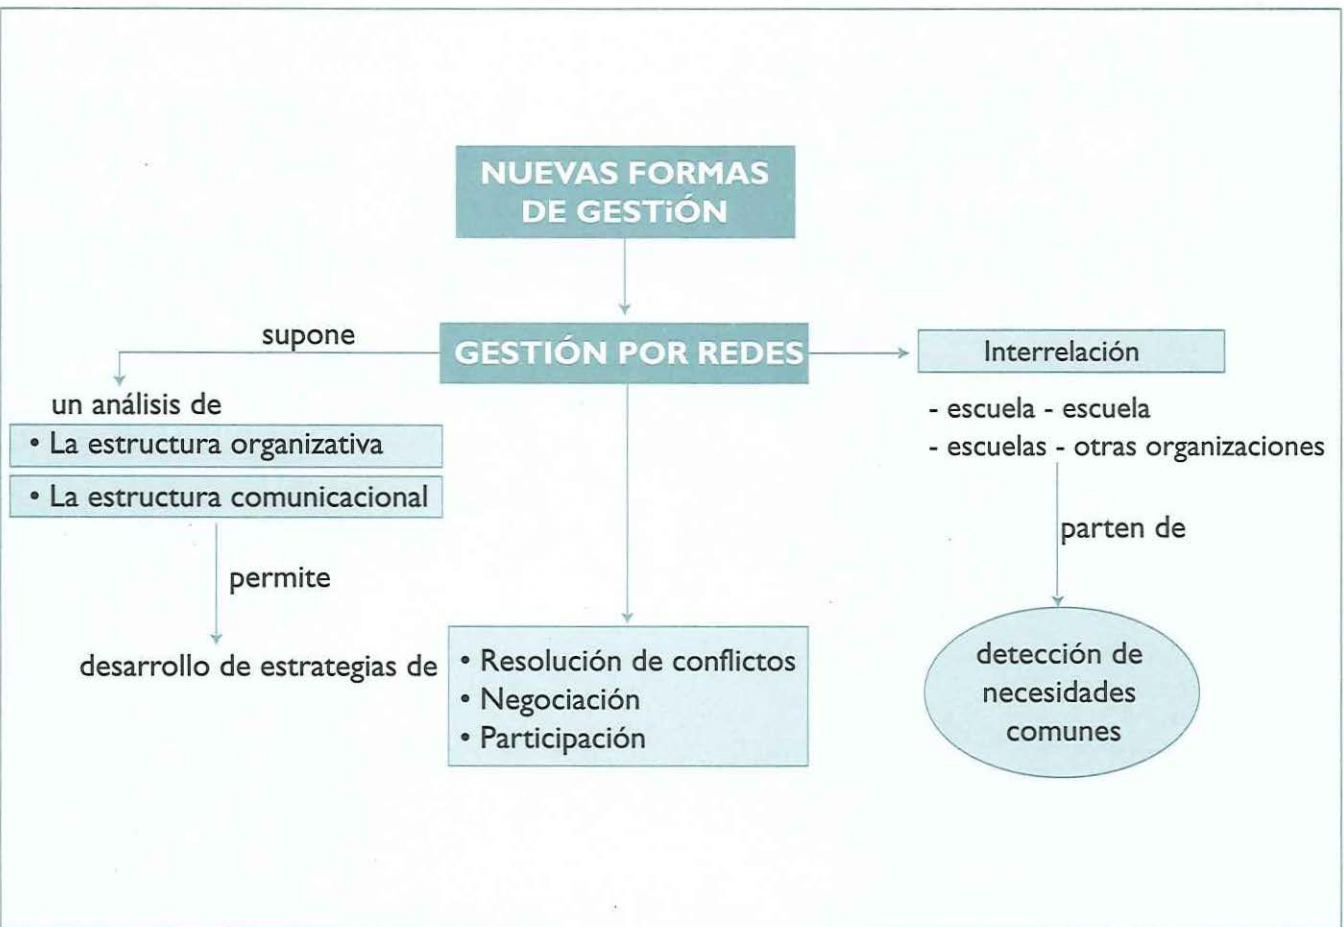 NUEVAS FORMAS
DE GESTiÓN
supone
GESTIÓN POR REDES
Interrelación
un análisis de
• La estructura organizativa
• La estructura comunicacional
- escuela - escuela
- escuelas - otras organizaciones
parten de
permite
desarrollo de estrategias de
• Resolución de conflictos
• Negociación
• Participación
detección de
necesidades
comunes